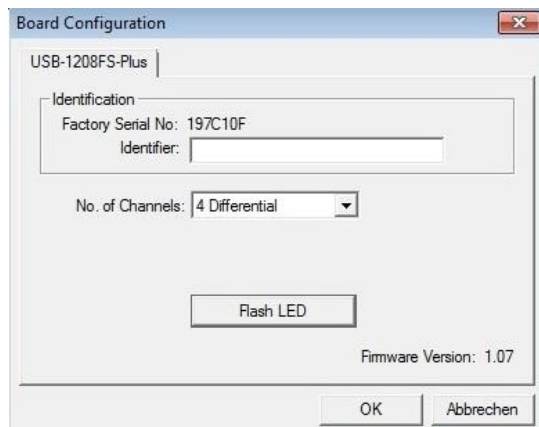 Board Configuration
USB-1208FS-Plus
Identification
Factory Serial No: 197C10F
Identifier:
No. of Channels: 4 Differential
Flash LED
Firmware Version: 1.07
OK Abbrechen